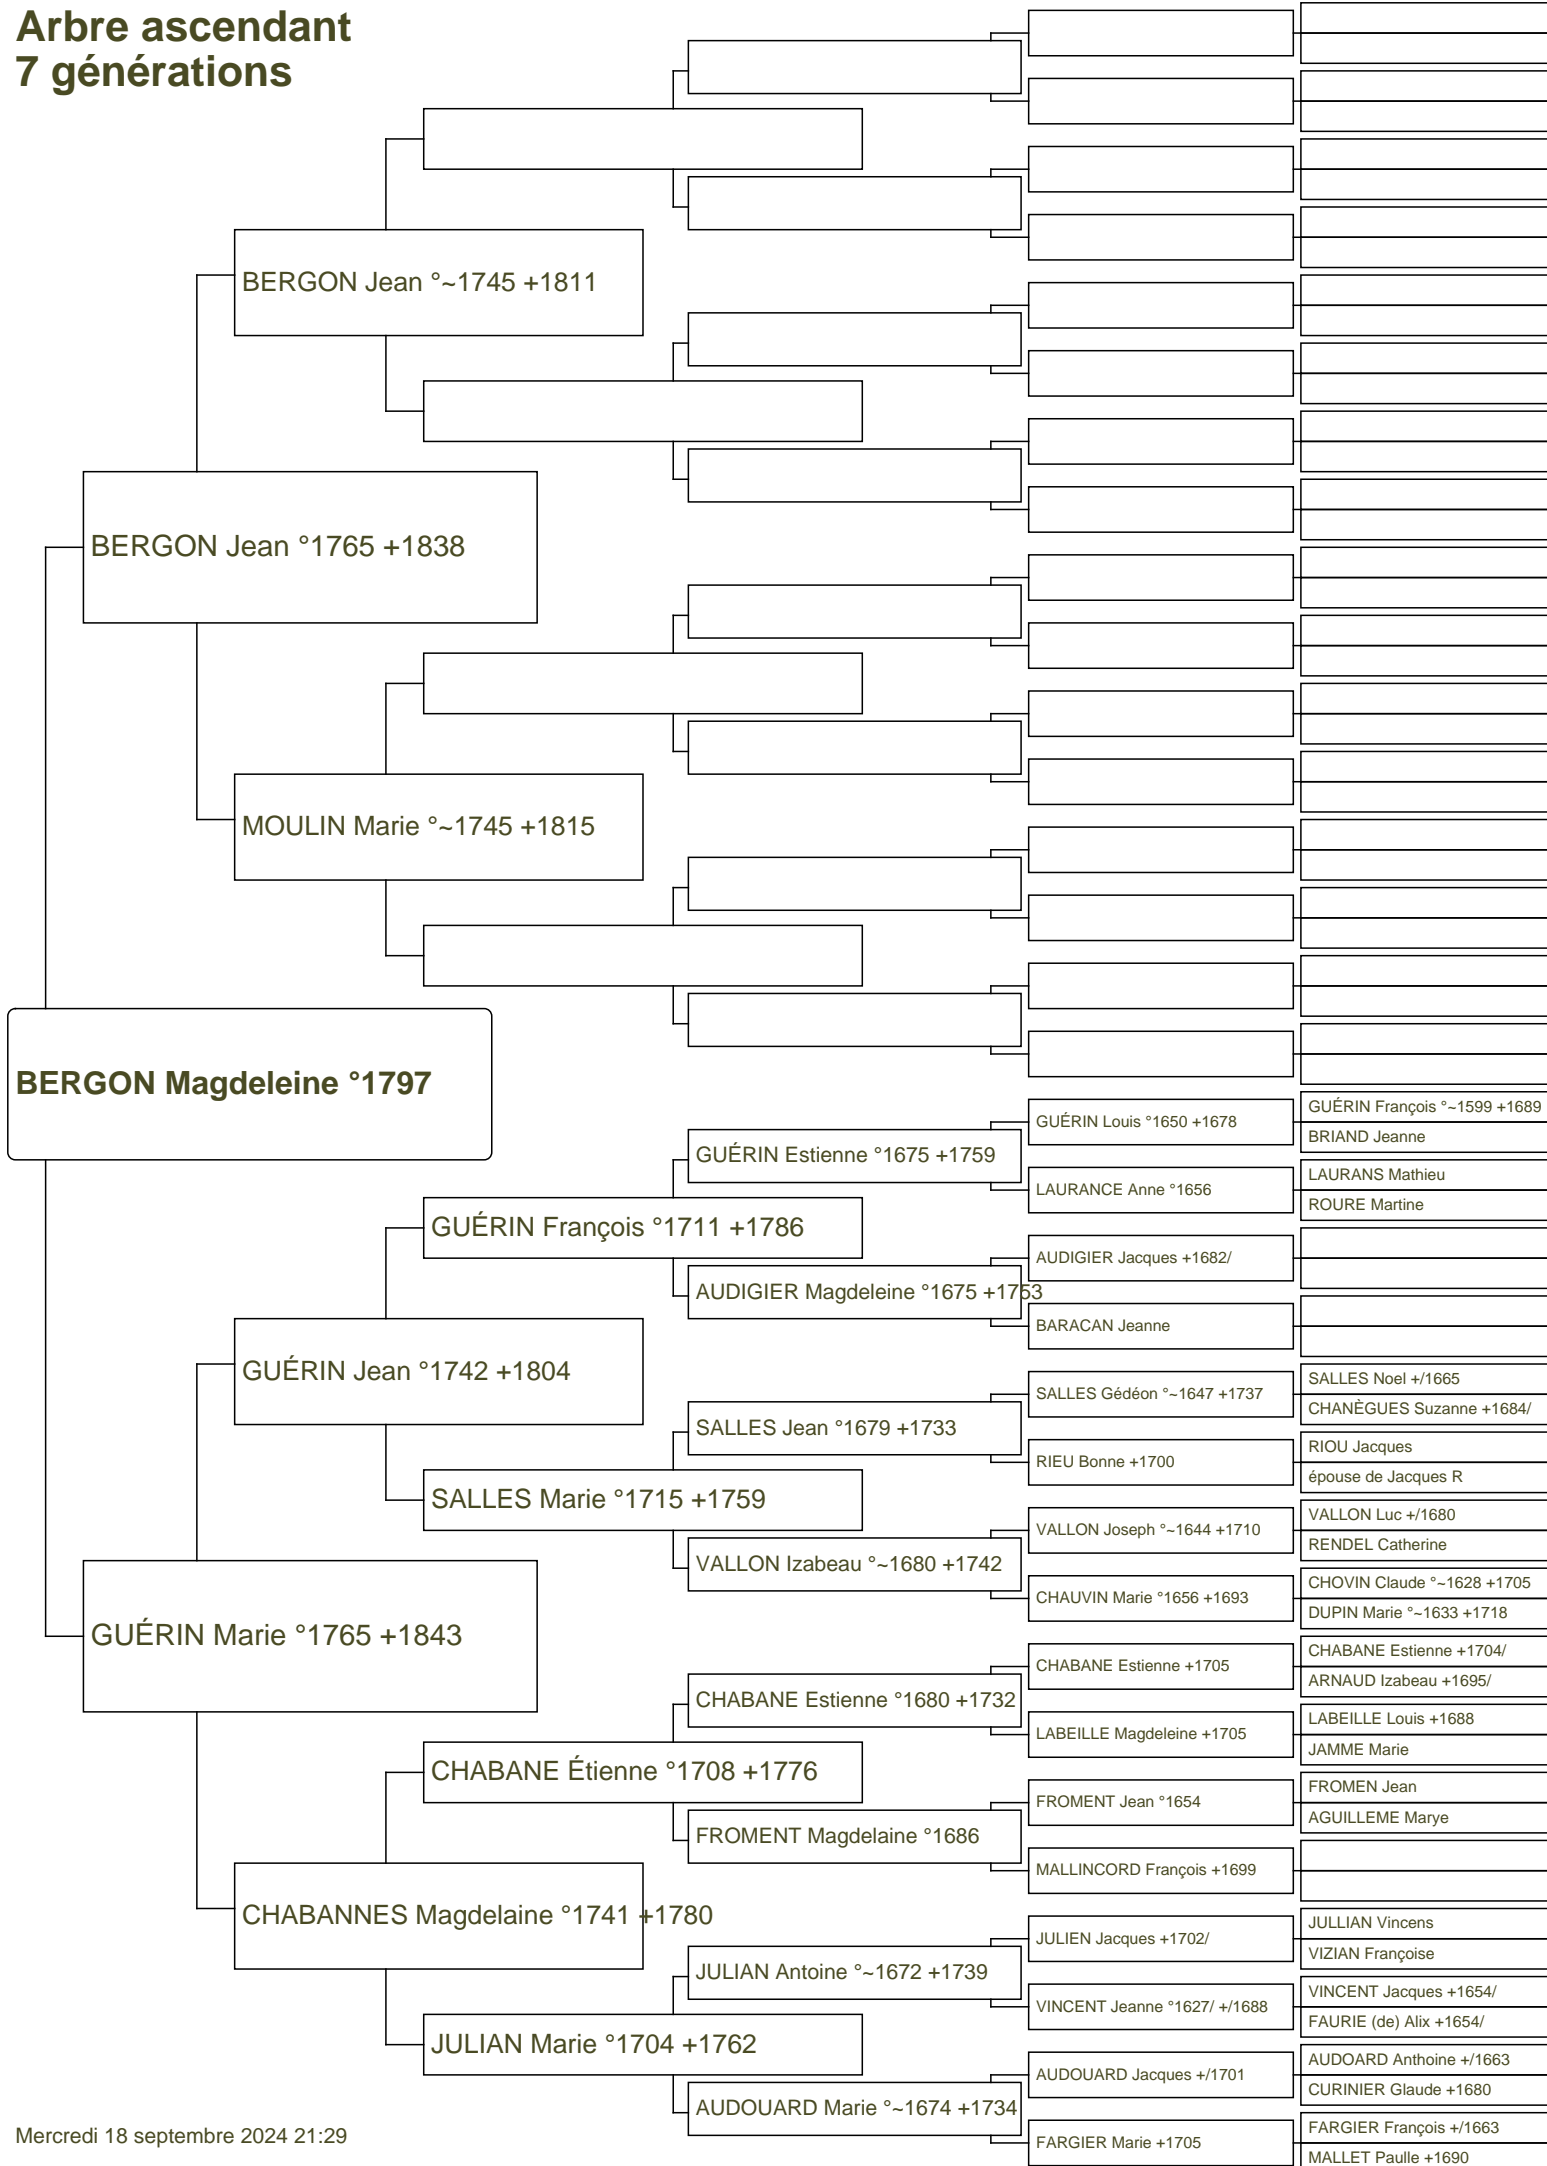 Arbre ascendant
7 générations
BERGON Jean °~1745 +1811
BERGON Jean °1765 +1838
MOULIN Marie °~1745 +1815
BERGON Magdeleine °1797
GUÉRIN François °~1599 +1689
GUÉRIN Louis °1650 +1678
BRIAND Jeanne
GUÉRIN Estienne °1675 +1759
LAURANS Mathieu
LAURANCE Anne °1656
ROURE Martine
GUÉRIN François °1711 +1786
AUDIGIER Jacques +1682/
AUDIGIER Magdeleine °1675 +1753
BARACAN Jeanne
GUÉRIN Jean °1742 +1804
SALLES Noel +/1665
SALLES Gédéon °~1647 +1737
CHANÈGUES Suzanne +1684/
SALLES Jean °1679 +1733
RIOU Jacques
RIEU Bonne +1700
épouse de Jacques R
SALLES Marie °1715 +1759
VALLON Luc +/1680
VALLON Joseph °~1644 +1710
RENDEL Catherine
VALLON Izabeau °~1680 +1742
CHOVIN Claude °~1628 +1705
CHAUVIN Marie °1656 +1693
DUPIN Marie °~1633 +1718
GUÉRIN Marie °1765 +1843
CHABANE Estienne +1704/
CHABANE Estienne +1705
ARNAUD Izabeau +1695/
CHABANE Estienne °1680 +1732
LABEILLE Louis +1688
LABEILLE Magdeleine +1705
JAMME Marie
CHABANE Étienne °1708 +1776
FROMEN Jean
FROMENT Jean °1654
AGUILLEME Marye
FROMENT Magdelaine °1686
MALLINCORD François +1699
CHABANNES Magdelaine °1741 +1780
JULLIAN Vincens
JULIEN Jacques +1702/
VIZIAN Françoise
JULIAN Antoine °~1672 +1739
VINCENT Jacques +1654/
VINCENT Jeanne °1627/ +/1688
FAURIE (de) Alix +1654/
JULIAN Marie °1704 +1762
AUDOARD Anthoine +/1663
AUDOUARD Jacques +/1701
CURINIER Glaude +1680
AUDOUARD Marie °~1674 +1734
FARGIER François +/1663
FARGIER Marie +1705
MALLET Paulle +1690
Mercredi 18 septembre 2024 21:29